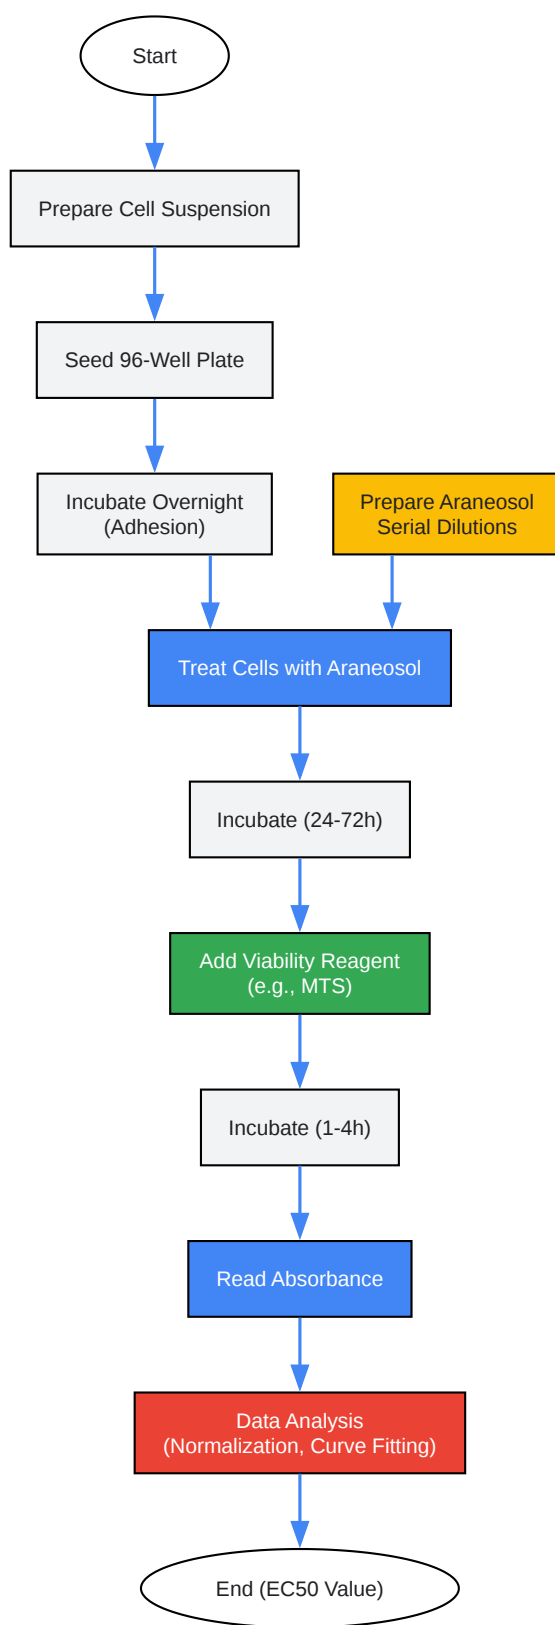 Start
Prepare Cell Suspension
Seed 96-Well Plate
Incubate Overnight
(Adhesion)
Prepare Araneosol
Serial Dilutions
Treat Cells with Araneosol
Incubate (24-72h)
Add Viability Reagent
(e.g., MTS)
Incubate (1-4h)
Read Absorbance
Data Analysis
(Normalization, Curve Fitting)
End (EC50 Value)